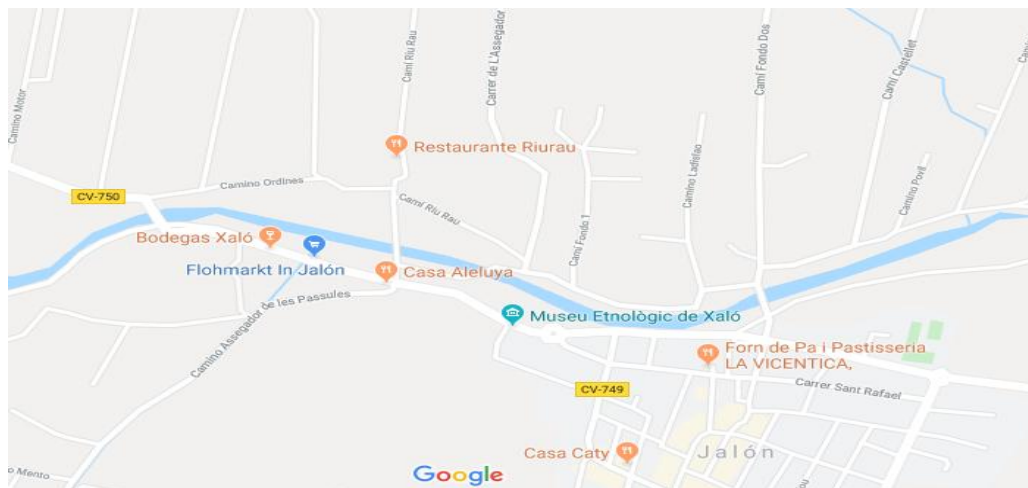 Camino Motor
Camí Riu Rau
Carrer de L'Assegador
Camí Fondo Dos
Camí Castellet
Restaurante Riurau
CV-750
Camino Ordines
Camí Riu Rau
Camí Fondo 1
Camino Ladislao
Camino Povil
Bodegas Xaló
Flohmarkt In Jalón
Casa Aleluya
Camino Assegador de les Passules
Museu Etnològic de Xaló
Forn de Pa i Pastisseria
LA VICENTICA,
CV-749
Carrer Sant Rafael
Casa Caty
Jalón
o Mento
Google